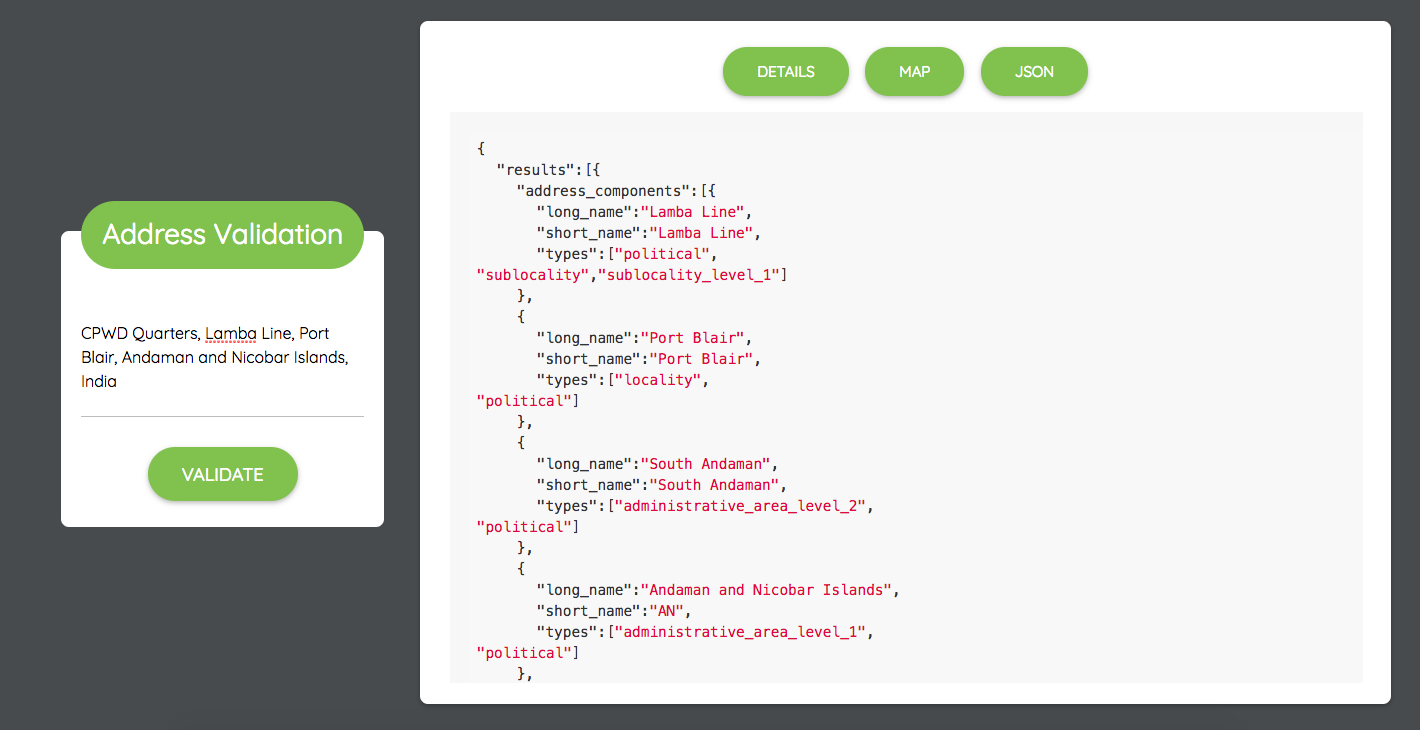 Address Validation
CPWD Quarters, Lamba Line, Port
Blair, Andaman and Nicobar Islands,
India
VALIDATE
DETAILS
MAP
JSON
{
"results":[{
"address_components":[{
"long_name":"Lamba Line",
"short_name":"Lamba Line",
"types":["political",
"sublocality","sublocality_level_1"]
},
{
"long_name":"Port Blair",
"short_name":"Port Blair",
"types":["locality",
"political"]
},
{
"long_name":"South Andaman",
"short_name":"South Andaman",
"types":["administrative_area_level_2",
"political"]
},
{
"long_name":"Andaman and Nicobar Islands",
"short_name":"AN",
"types":["administrative_area_level_1",
"political"]
},